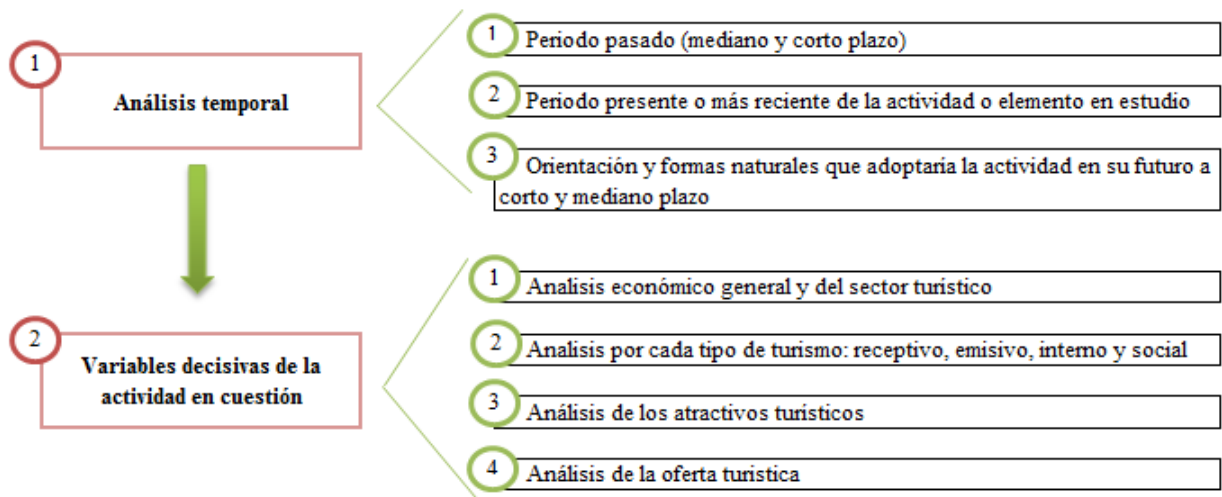 1
Análisis temporal
1 Periodo pasado (mediano y corto plazo)
2 Periodo presente o más reciente de la actividad o elemento en estudio
3 Orientación y formas naturales que adoptaría la actividad en su futuro a
corto y mediano plazo
2
Variables decisivas de la
actividad en cuestión
1 Analisis económico general y del sector turístico
2 Analisis por cada tipo de turismo: receptivo, emisivo, interno y social
3 Análisis de los atractivos turísticos
4 Análisis de la oferta turistica